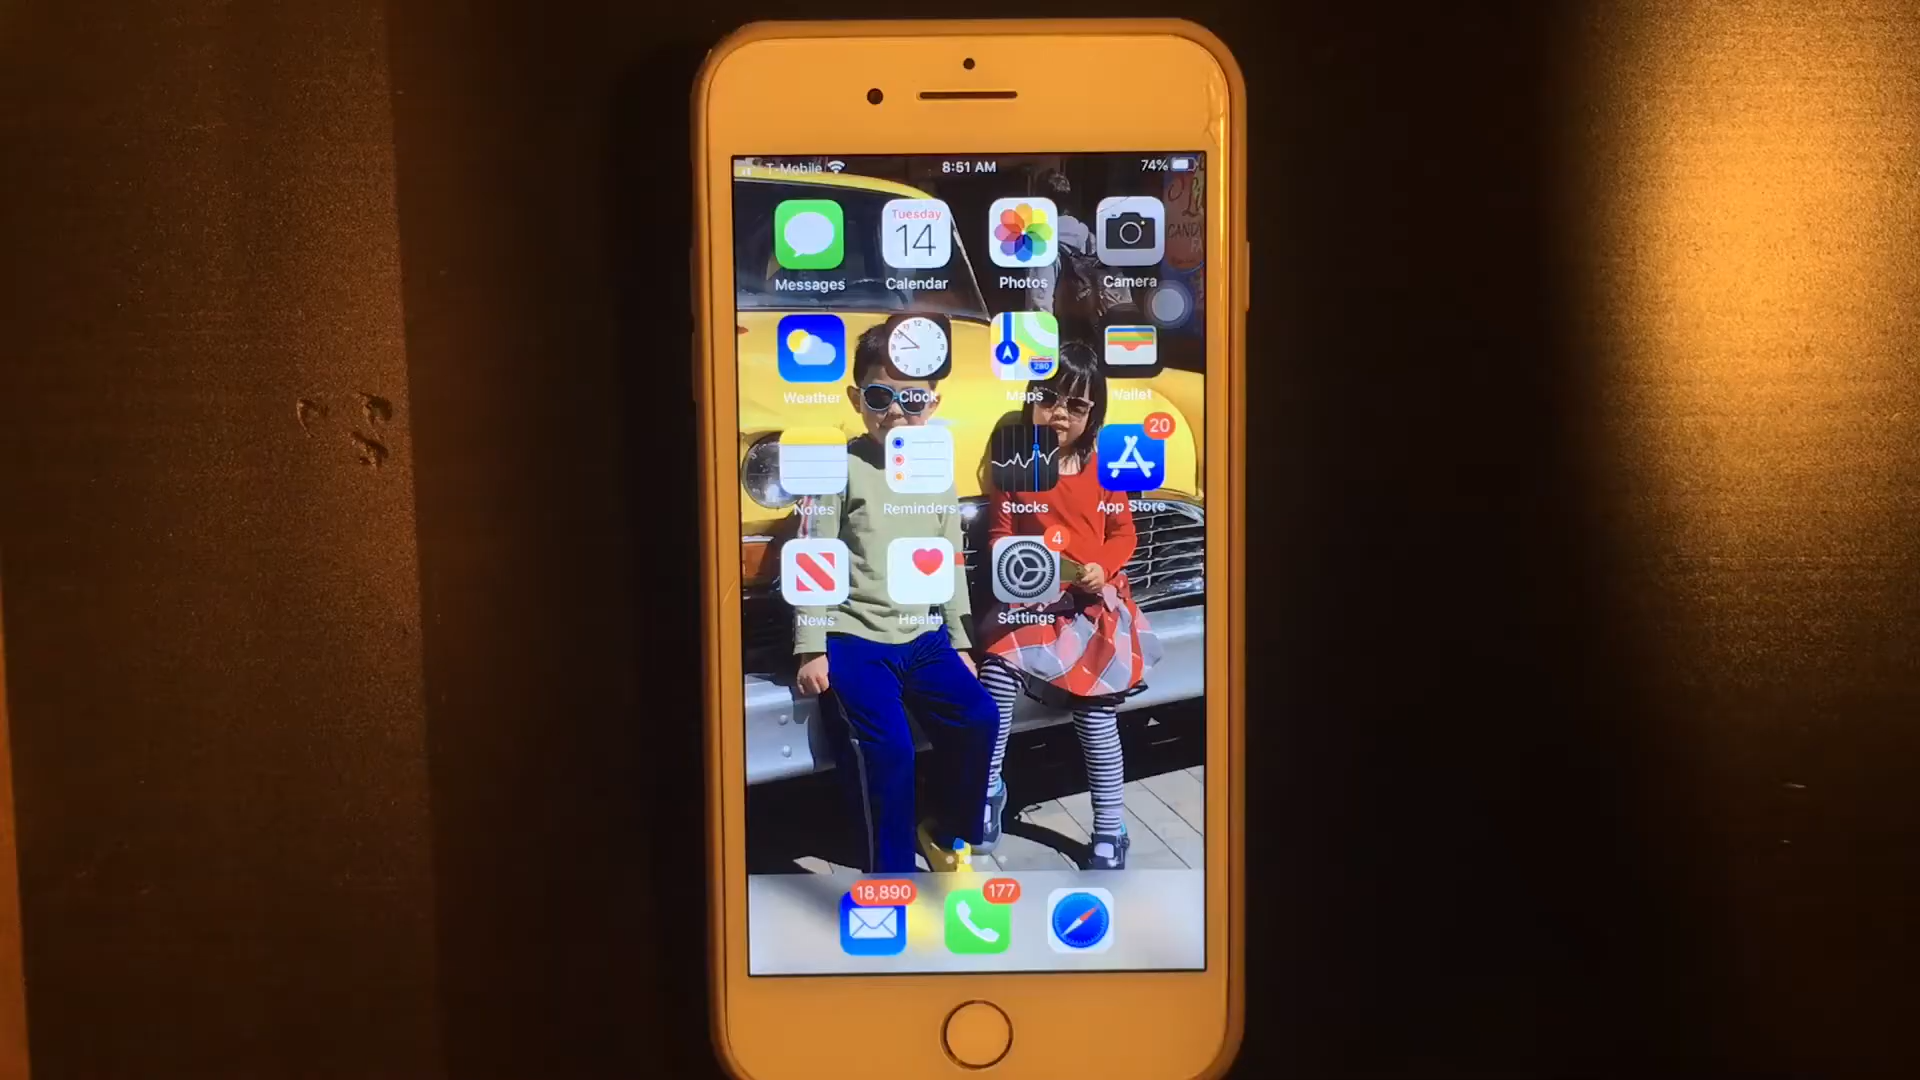 T-Mobile 8:51 AM 74%
Tuesday
14
Messages Calendar Photos Camera
280
Weather Clock Maps Wallet
20
Notes Reminders Stocks App Store
4
News Health Settings
18,890 177